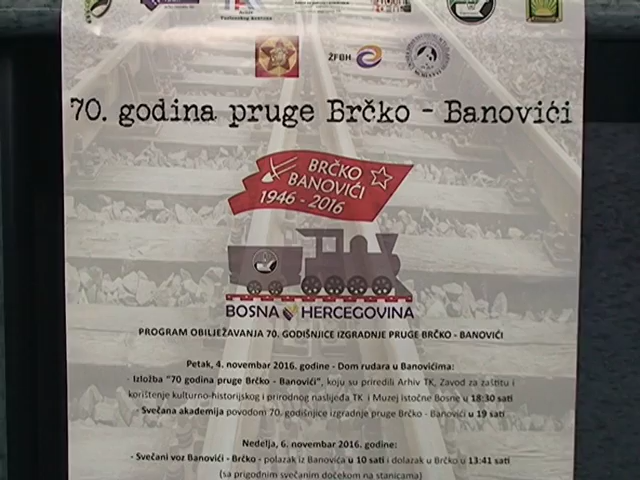 ŽFBH
70. godina pruge Brčko - Banovići
BRČKO
BANOVIĆI
1946 - 2016
BOSNA HERCEGOVINA
PROGRAM OBILJEŽAVANJA 70. GODIŠNJICE IZGRADNJE PRUGE BRČKO - BANOVIĆI
Petak, 4. novembar 2016. godine - Dom rudara u Banovićima:
- Izložba "70 godina pruge Brčko - Banovići", koju su priredili Arhiv TK, Zavod za zaštitu i
korištenje kulturno-historijskog i prirodnog naslijeđa TK i Muzej istočne Bosne u 18:30 sati
- Svečana akademija povodom 70. godišnjice izgradnje pruge Brčko - Banovići u 19 sati
Nedelja, 6. novembar 2016. godine:
- Svečani voz Banovići - Brčko - polazak iz Banovića u 10 sati i dolazak u Brčko u 13:41 sati
(sa prigodnim svečanim dočekom na stanicama)